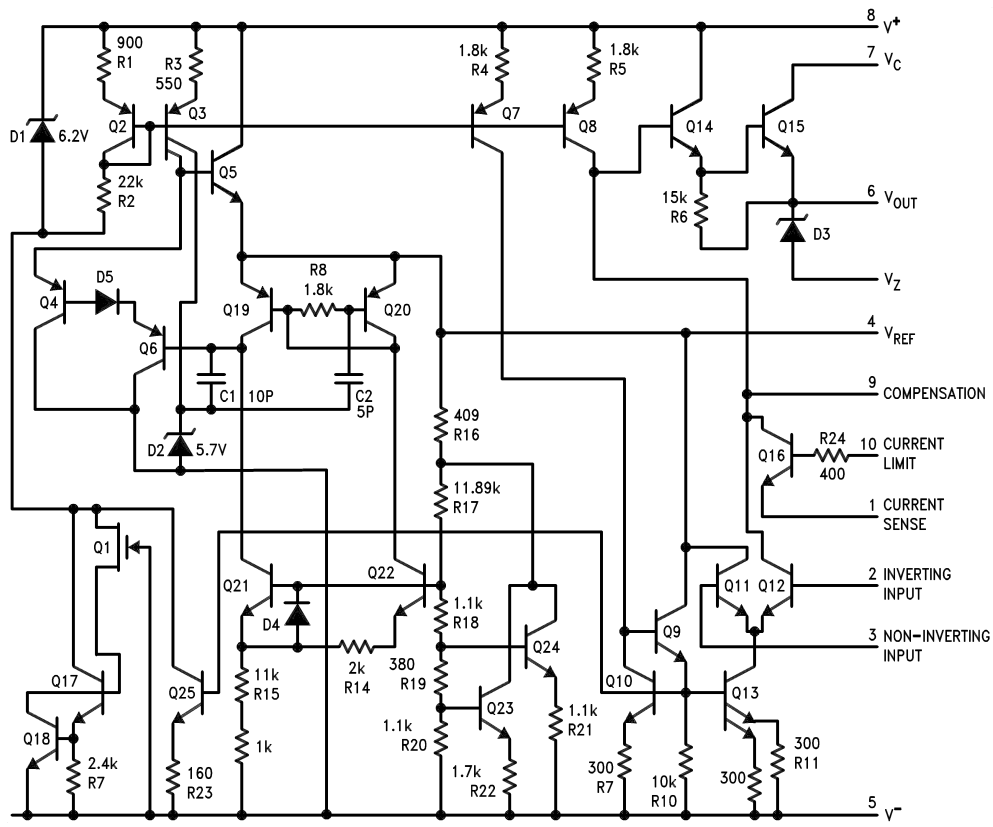 8 V+
900
R1
R3
550
1.8k
R4
1.8k
R5
7 VC
D1
6.2V
Q2
Q3
Q7
Q8
Q14
Q15
Q5
22k
R2
15k
R6
6 VOUT
D3
D5
R8
1.8k
VZ
Q4
Q19
Q20
Q6
4 VREF
C1
10P
C2
5P
9 COMPENSATION
D2
5.7V
409
R16
Q16
R24
400
10 CURRENT
LIMIT
11.89k
R17
1 CURRENT
SENSE
Q1
Q21
Q22
Q11
Q12
2 INVERTING
INPUT
D4
1.1k
R18
Q24
Q9
3 NON-INVERTING
INPUT
2k
R14
380
R19
Q17
Q25
11k
R15
Q10
Q13
Q23
Q18
1k
1.1k
R20
1.1k
R21
300
R11
2.4k
R7
160
R23
1.7k
R22
300
R7
10k
R10
300
5 V−